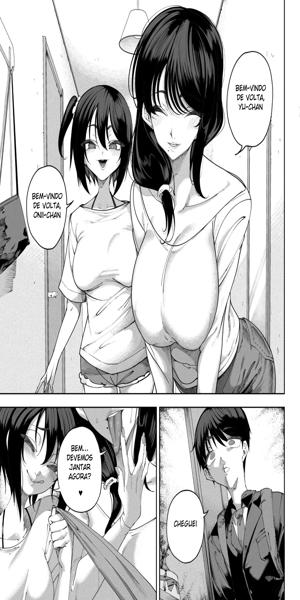 BEM-VINDO
DE VOLTA,
YU-CHAN
BEM-VINDO
DE VOLTA,
ONII-CHAN
CHEGUEI
BEM...
DEVEMOS
JANTAR
AGORA?
♥